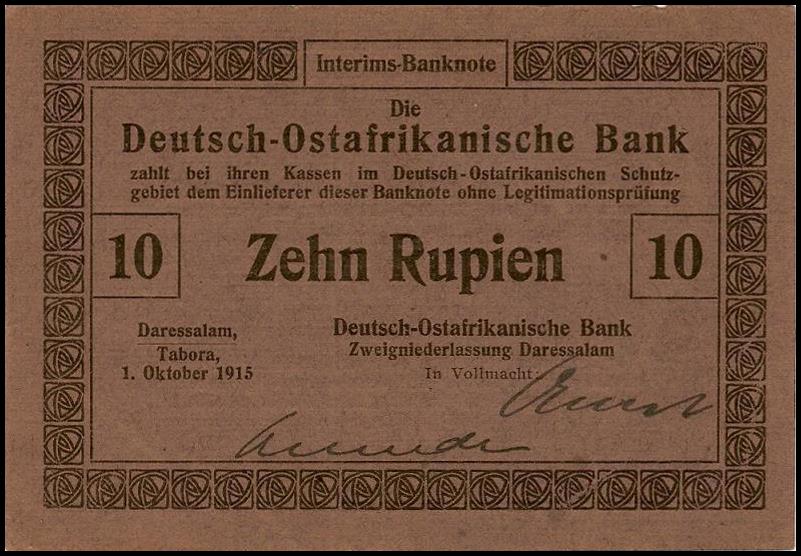 Interims-Banknote
Die
Deutsch-Ostafrikanische Bank
zahlt bei ihren Kassen im Deutsch-Ostafrikanischen Schutz-
gebiet dem Einlieferer dieser Banknote ohne Legitimationsprüfung
10 Zehn Rupien 10
Daressalam,
Tabora,
1. Oktober 1915
Deutsch-Ostafrikanische Bank
Zweigniederlassung Daressalam
In Vollmacht: